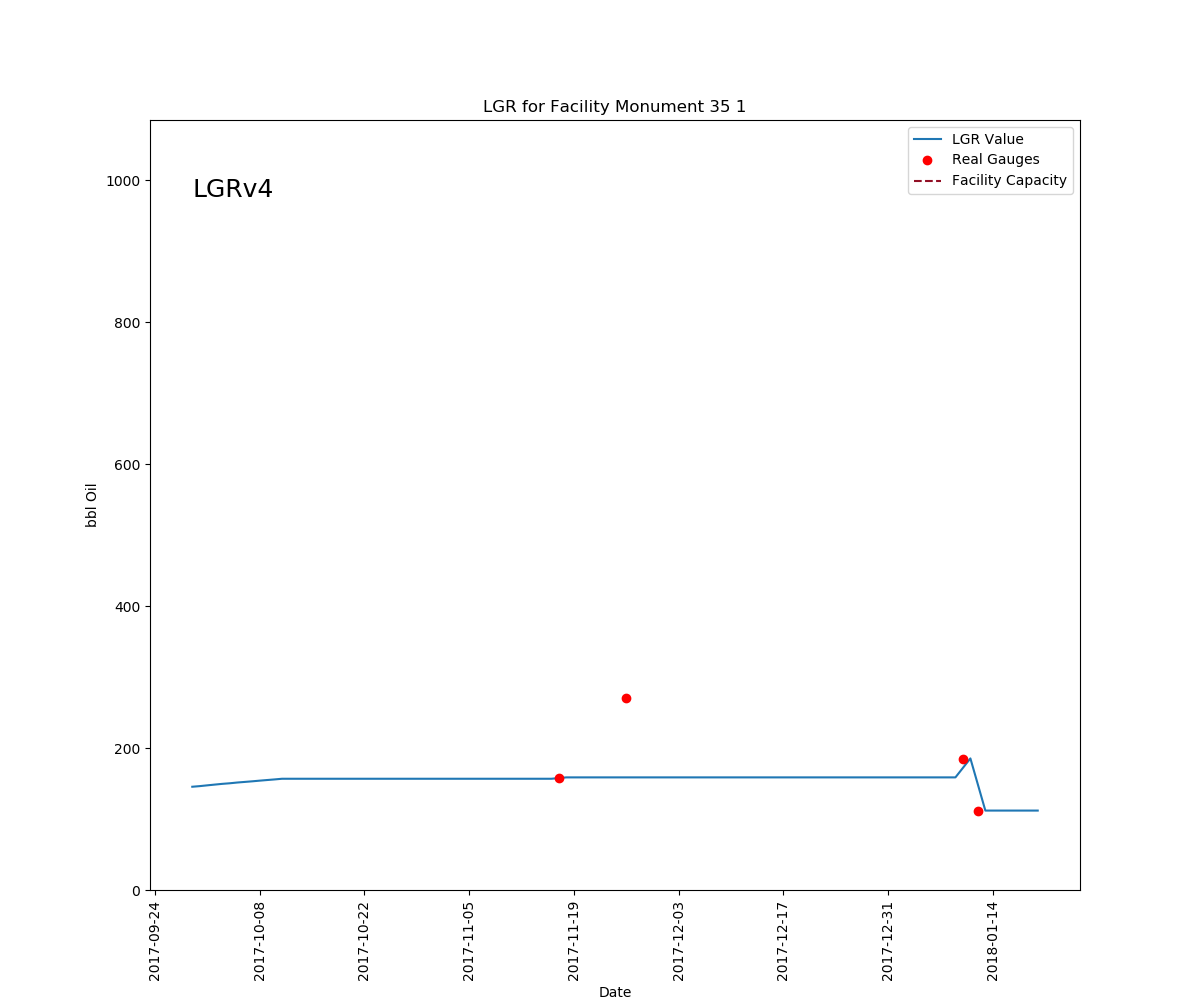 LGR for Facility Monument 35 1
LGRv4
LGR Value
Real Gauges
Facility Capacity
bbl Oil
1000
800
600
400
200
0
2017-09-24
2017-10-08
2017-10-22
2017-11-05
2017-11-19
2017-12-03
2017-12-17
2017-12-31
2018-01-14
Date